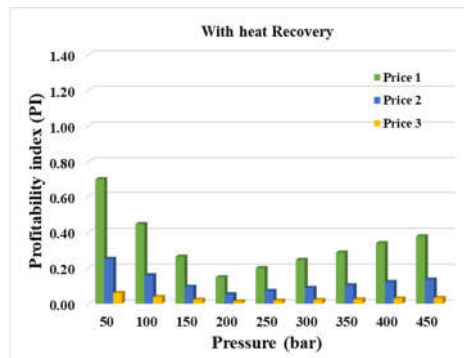 With heat Recovery
1.40
1.20
1.00
0.80
0.60
0.40
0.20
0.00
Profitability index (PI)
Price 1
Price 2
Price 3
50 100 150 200 250 300 350 400 450
Pressure (bar)